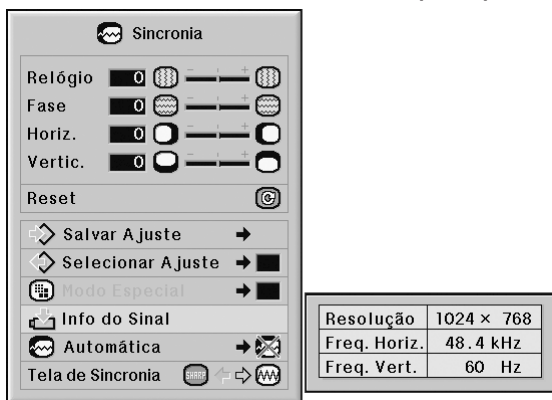 Sincronia
Relógio 0 - +
Fase 0 - +
Horiz. 0 - +
Vertic. 0 - +
Reset
Salvar Ajuste
Selecionar Ajuste
Modo Especial
Info do Sinal
Automática
Tela de Sincronia SHARP
Resolução 1024 × 768
Freq. Horiz. 48.4 kHz
Freq. Vert. 60 Hz